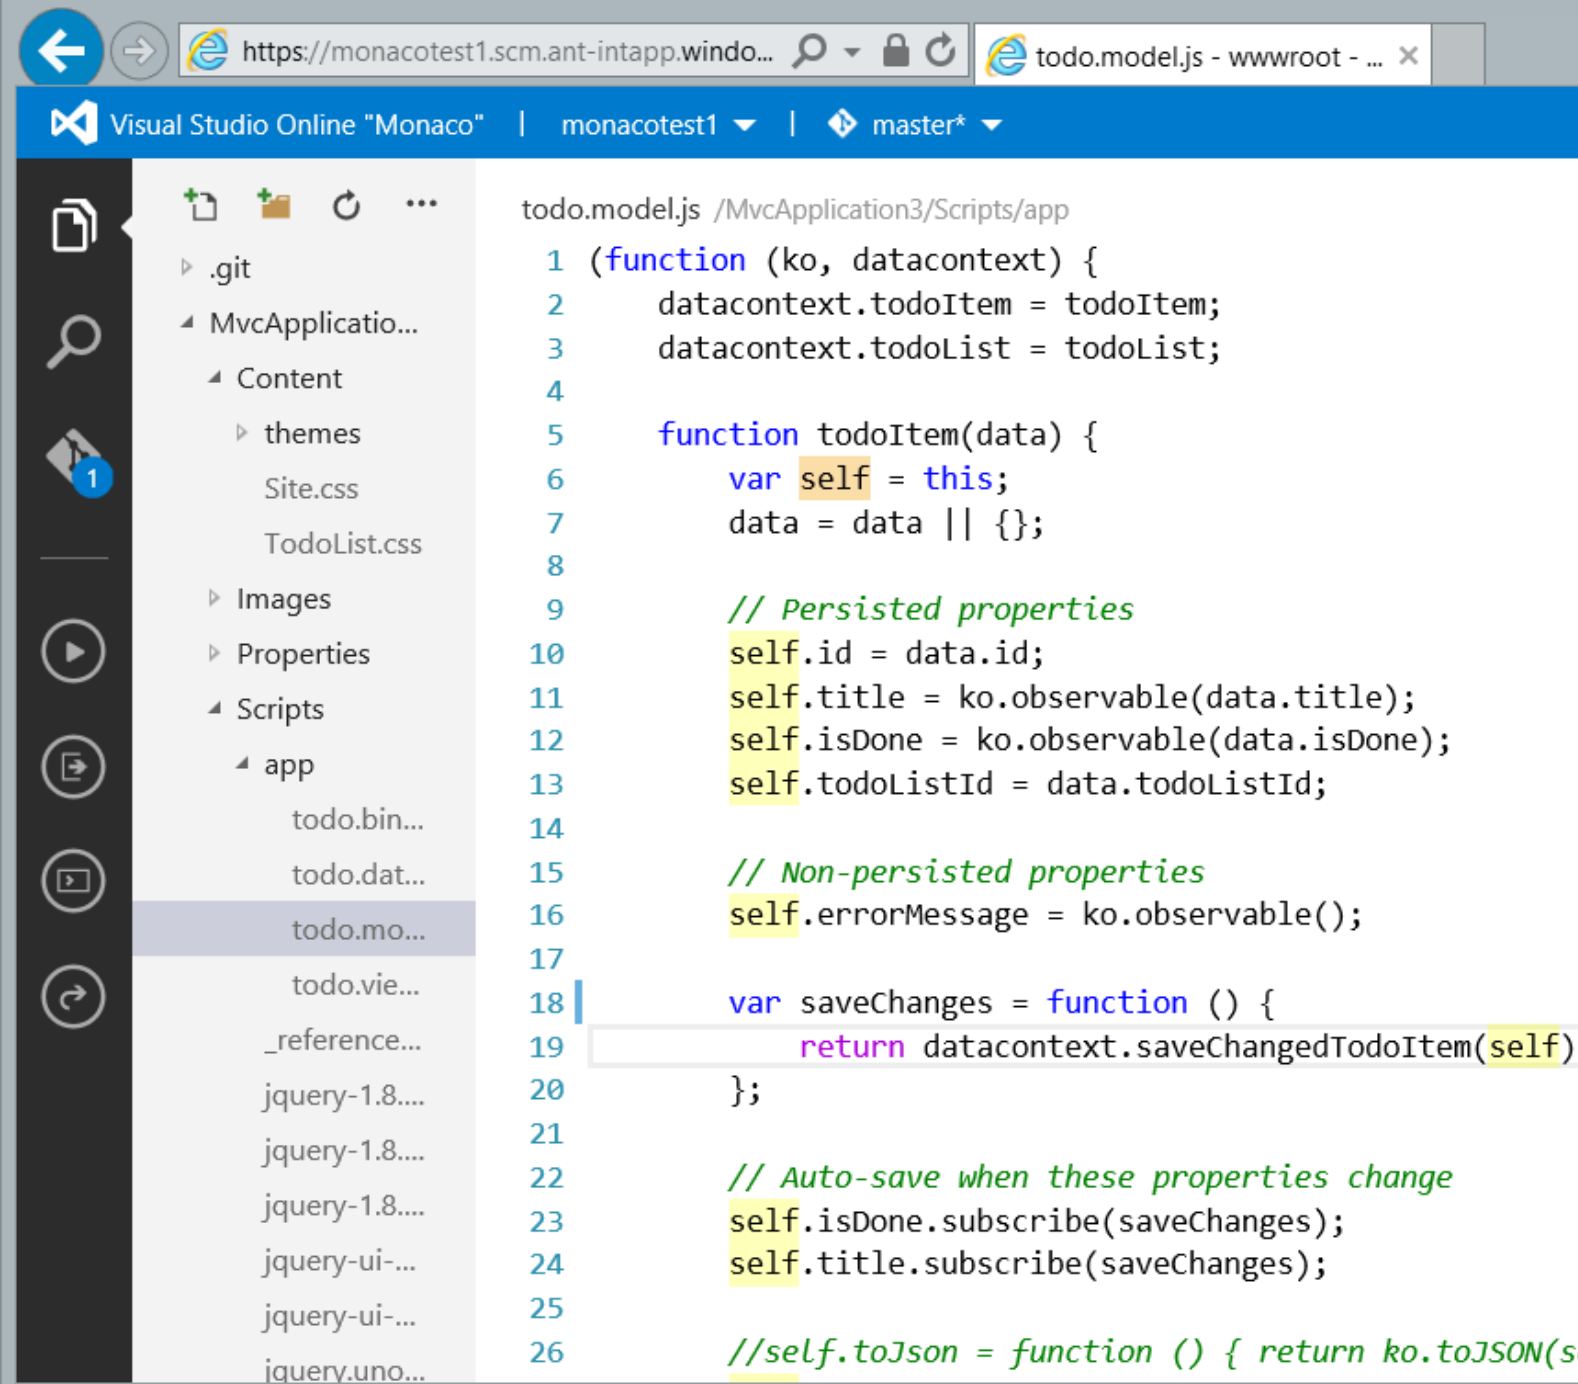 https://monacotest1.scm.ant-intapp.windo...
todo.model.js - wwwroot - ...
Visual Studio Online "Monaco" | monacotest1 | master*
.git
MvcApplicatio...
Content
themes
Site.css
TodoList.css
Images
Properties
Scripts
app
todo.bin...
todo.dat...
todo.mo...
todo.vie...
_reference...
jquery-1.8....
jquery-1.8....
jquery-1.8....
jquery-ui-...
jquery-ui-...
jquery.uno...
1
todo.model.js /MvcApplication3/Scripts/app
1 (function (ko, datacontext) {
2 datacontext.todoItem = todoItem;
3 datacontext.todoList = todoList;
4
5 function todoItem(data) {
6 var self = this;
7 data = data || {};
8
9 // Persisted properties
10 self.id = data.id;
11 self.title = ko.observable(data.title);
12 self.isDone = ko.observable(data.isDone);
13 self.todoListId = data.todoListId;
14
15 // Non-persisted properties
16 self.errorMessage = ko.observable();
17
18 var saveChanges = function () {
19 return datacontext.saveChangedTodoItem(self)
20 };
21
22 // Auto-save when these properties change
23 self.isDone.subscribe(saveChanges);
24 self.title.subscribe(saveChanges);
25
26 //self.toJson = function () { return ko.toJSON(s